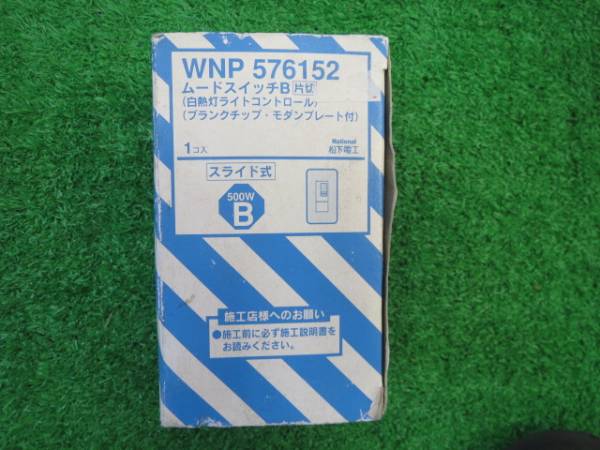 WNP 576152
ムードスイッチB 片切
(白熱灯ライトコントロール)
(ブランクチップ・モダンプレート付)
1コ入
National
松下電工
スライド式
500W
B
施工店様へのお願い
●施工前に必ず施工説明書を
お読みください。